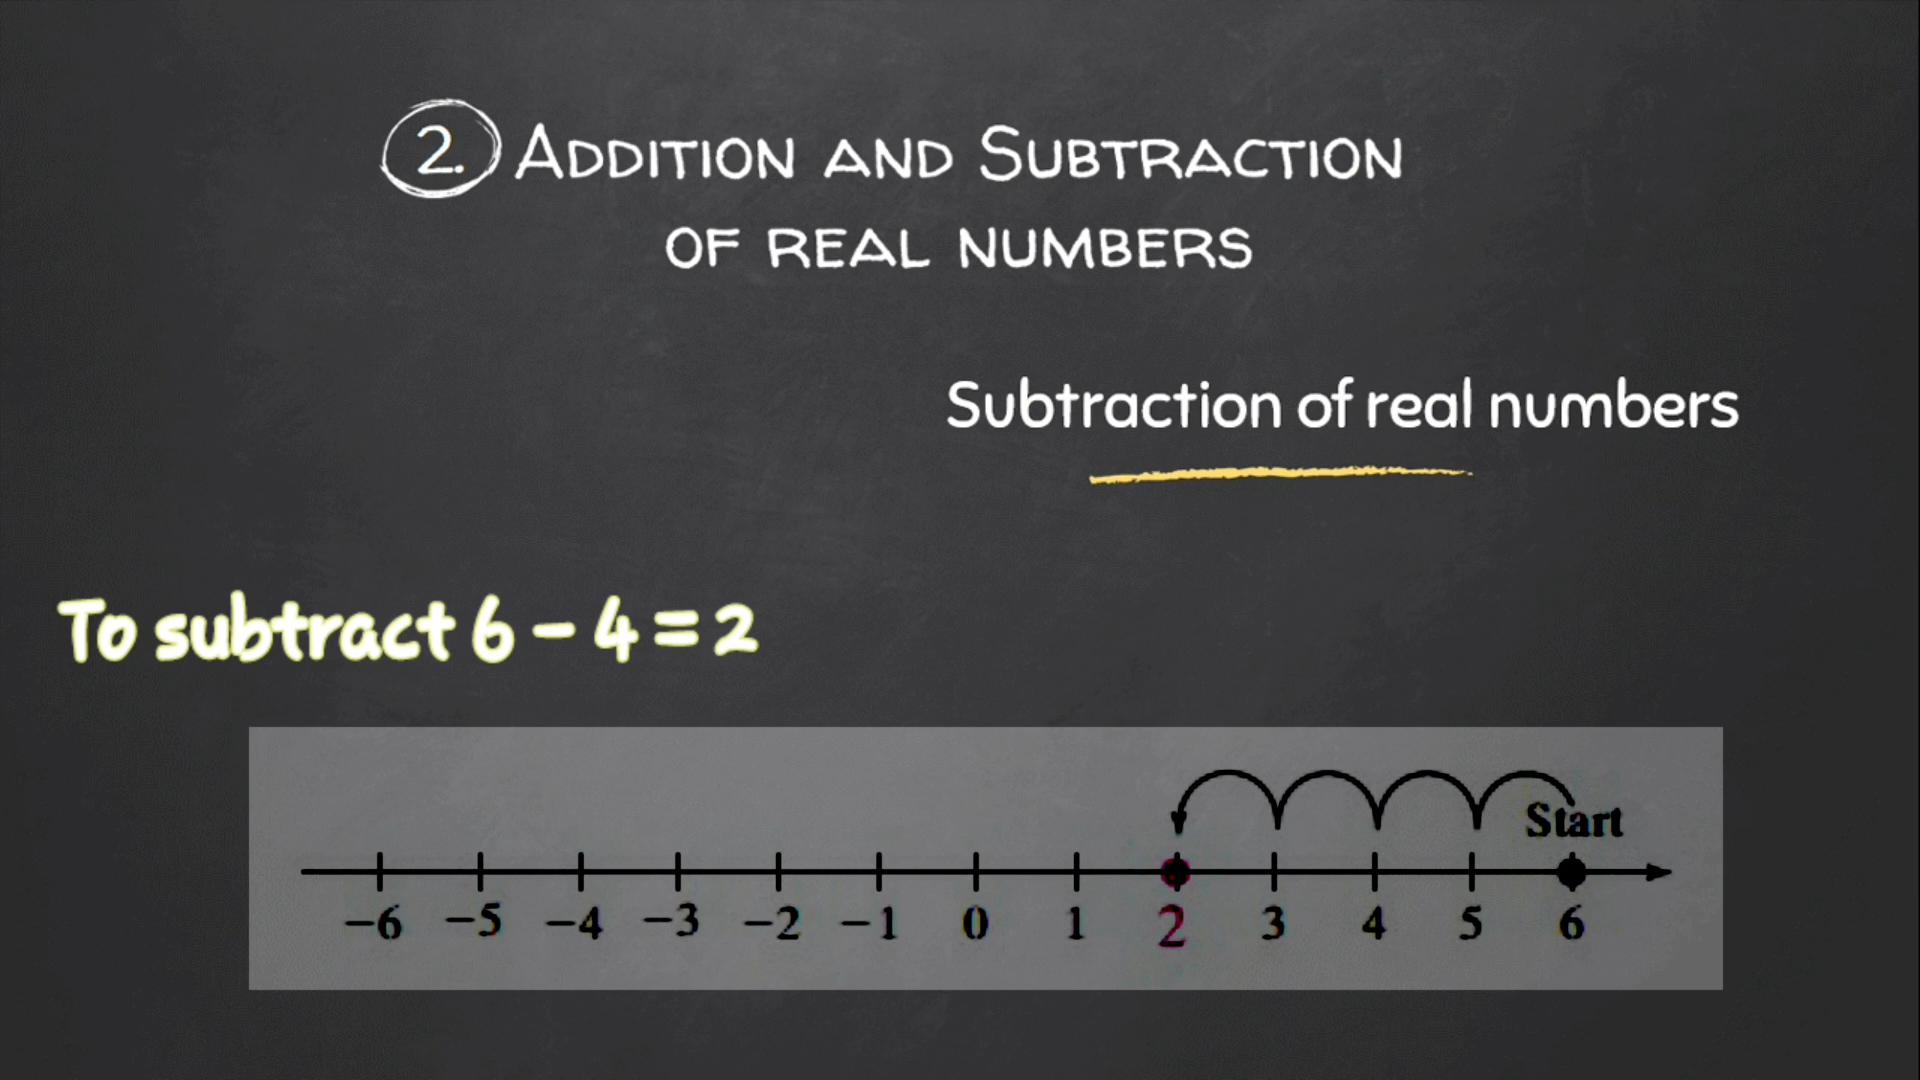 2. ADDITION AND SUBTRACTION
OF REAL NUMBERS
Subtraction of real numbers
To subtract 6 – 4 = 2
Start
−6 −5 −4 −3 −2 −1 0 1 2 3 4 5 6